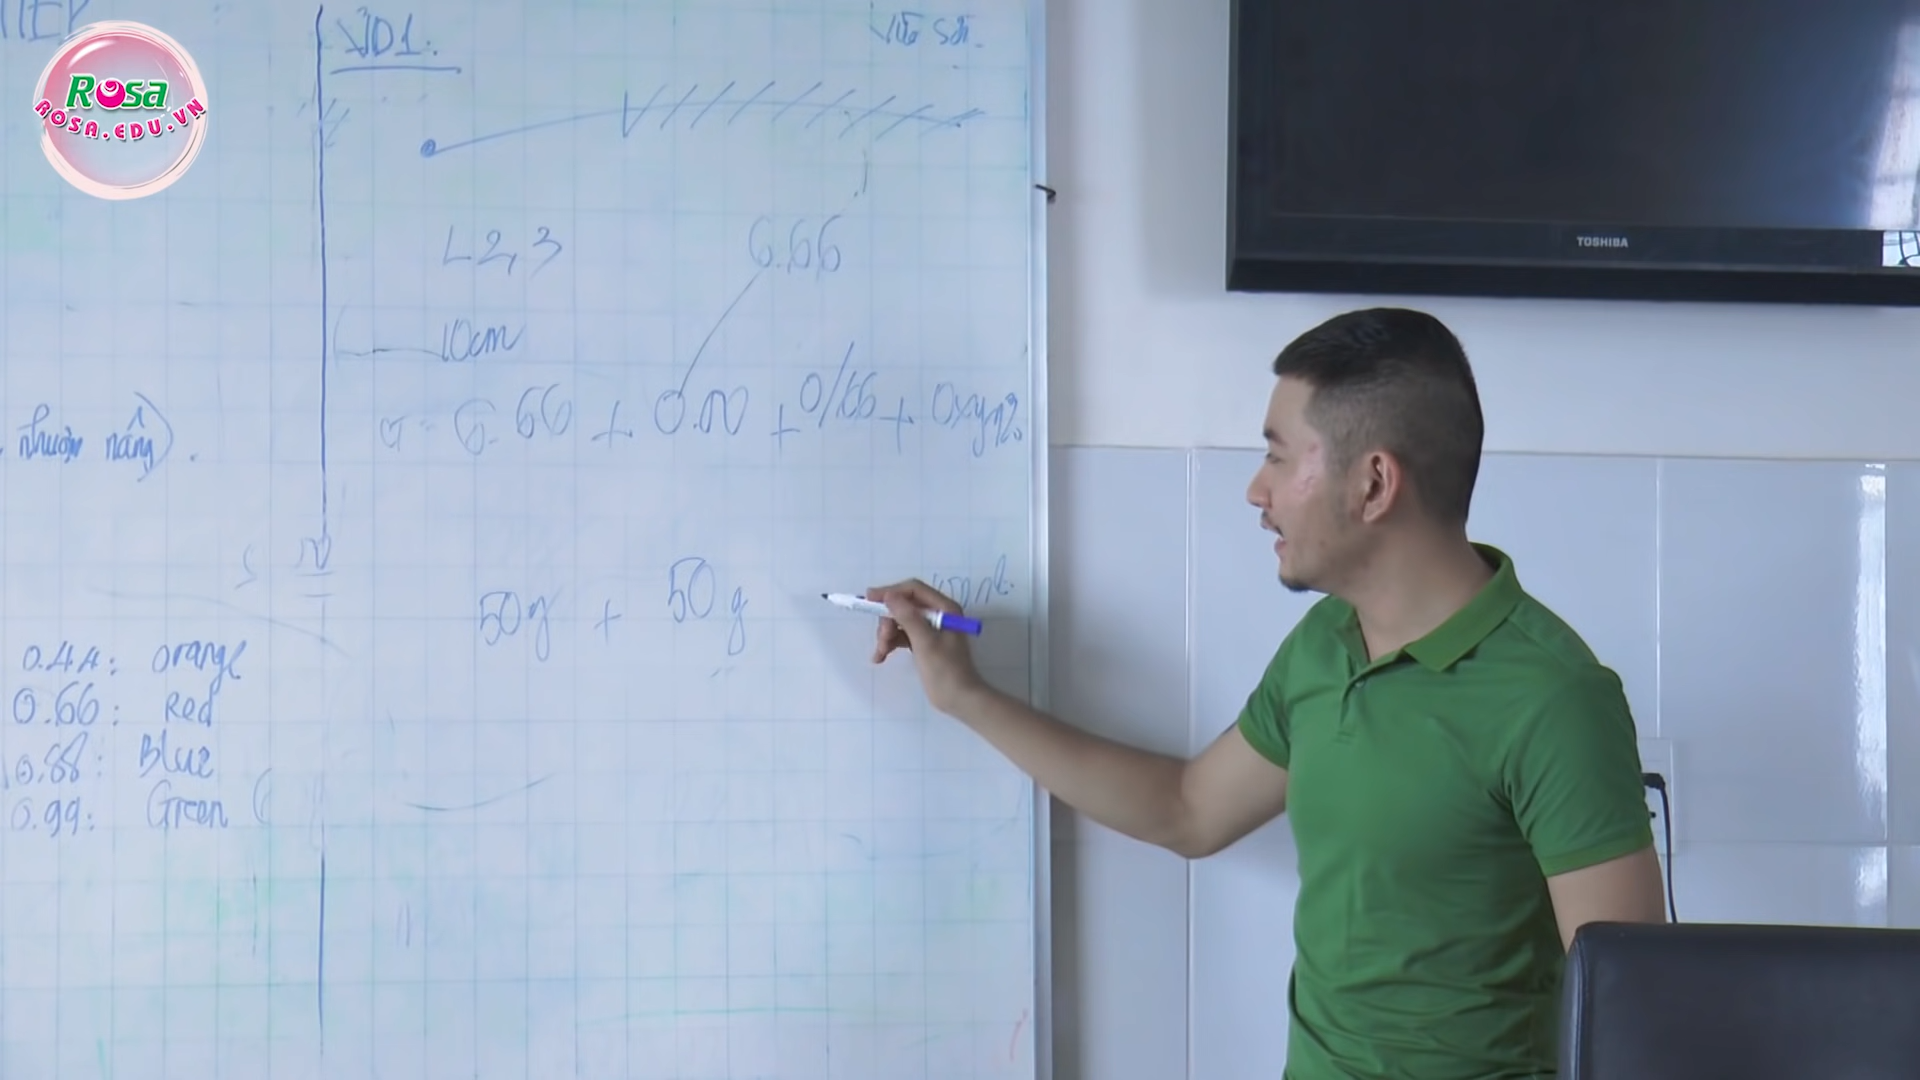 Rosa
ROSA.EDU.VN
VD1:
TOSHIBA
L2,3
6.66
10cm
6.66 + 0.00 + 0/66 + Oxy
nhuộm nâng) .
50g + 50g
0.44: orange
0.66: Red
0.88: Blue
0.99: Green